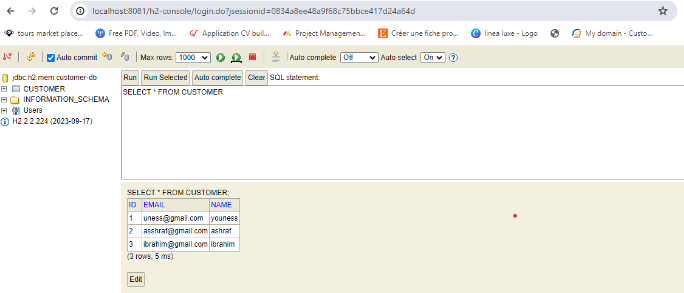 localhost:8081/h2-console/login.do?jsessionid=0834a8ee48a9f68c75bbce417d24a64d
tours market place... Free PDF, Video, Im... Application CV buil... Project Managemen... Créer une fiche pro... linea luxe - Logo My domain - Custo...
Auto commit Max rows: 1000 Auto complete Off Auto select On
jdbc:h2:mem:customer-db
CUSTOMER
INFORMATION_SCHEMA
Users
H2 2.2.224 (2023-09-17)
Run Run Selected Auto complete Clear SQL statement:
SELECT * FROM CUSTOMER
SELECT * FROM CUSTOMER;
ID EMAIL NAME
1 uness@gmail.com youness
2 asshraf@gmail.com ashraf
3 ibrahim@gmail.com ibrahim
(3 rows, 5 ms)
Edit